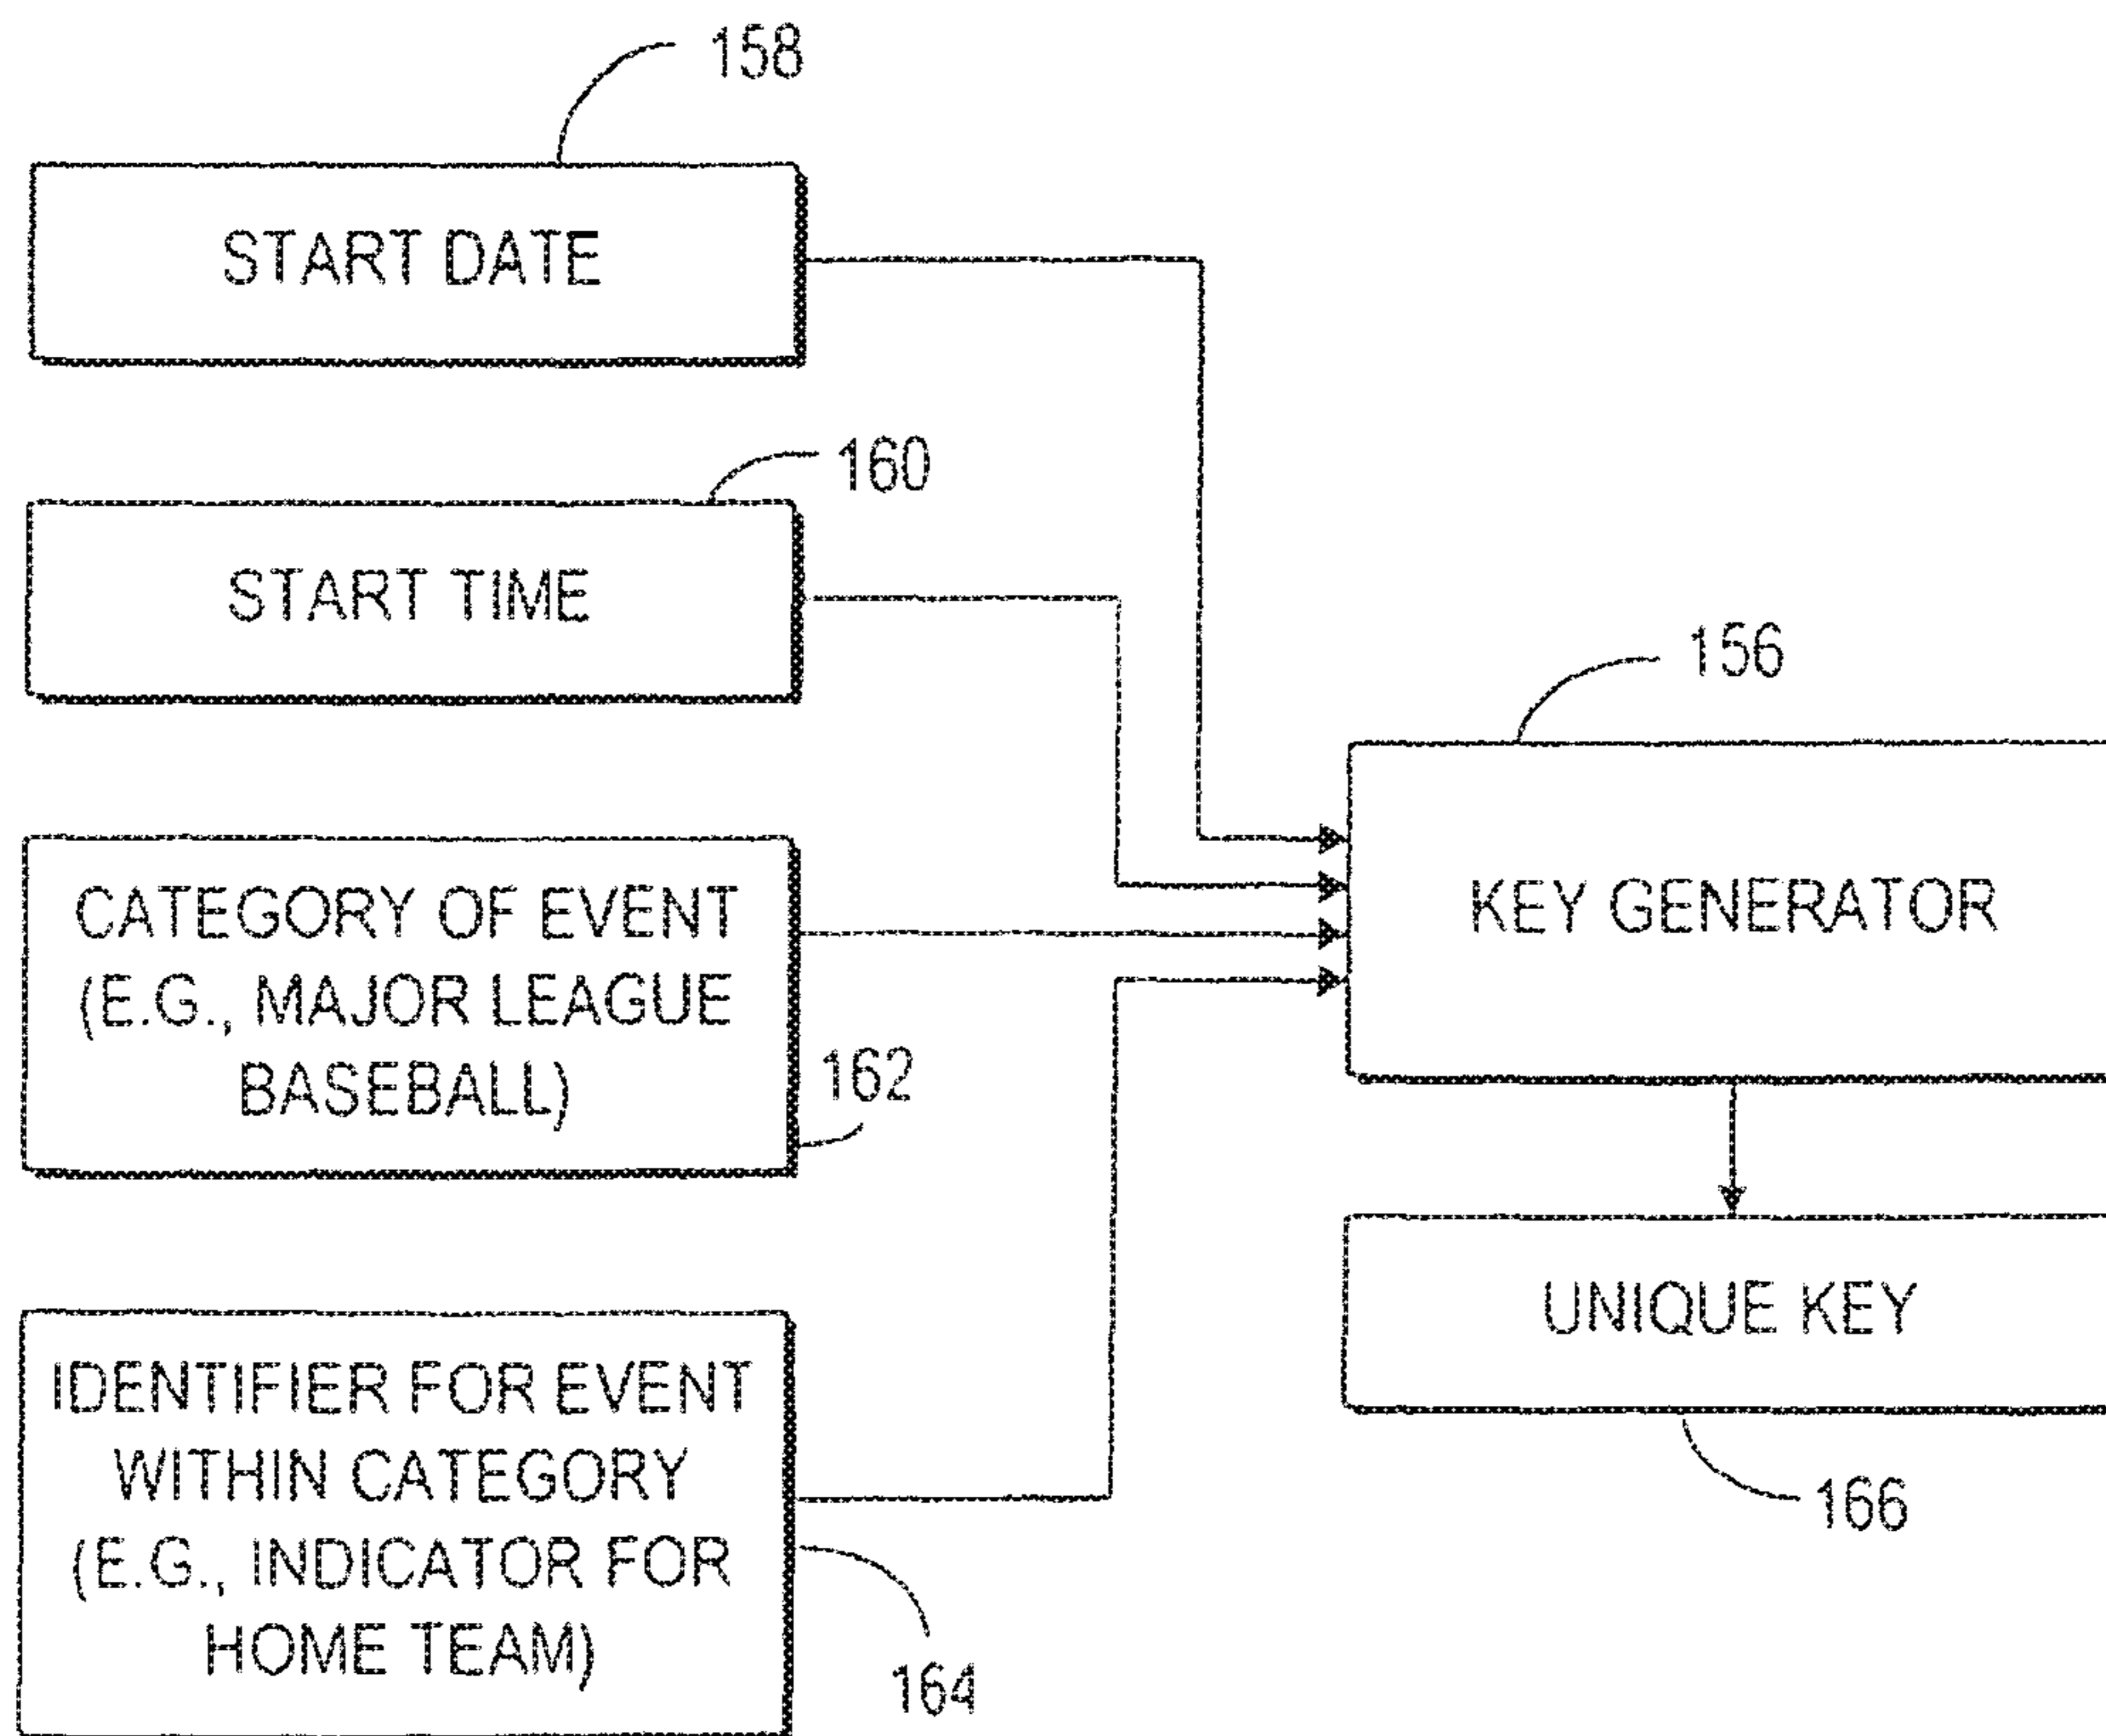 158
START DATE
160
START TIME
156
KEY GENERATOR
CATEGORY OF EVENT
(E.G., MAJOR LEAGUE
BASEBALL)
162
UNIQUE KEY
166
IDENTIFIER FOR EVENT
WITHIN CATEGORY
(E.G., INDICATOR FOR
HOME TEAM)
164